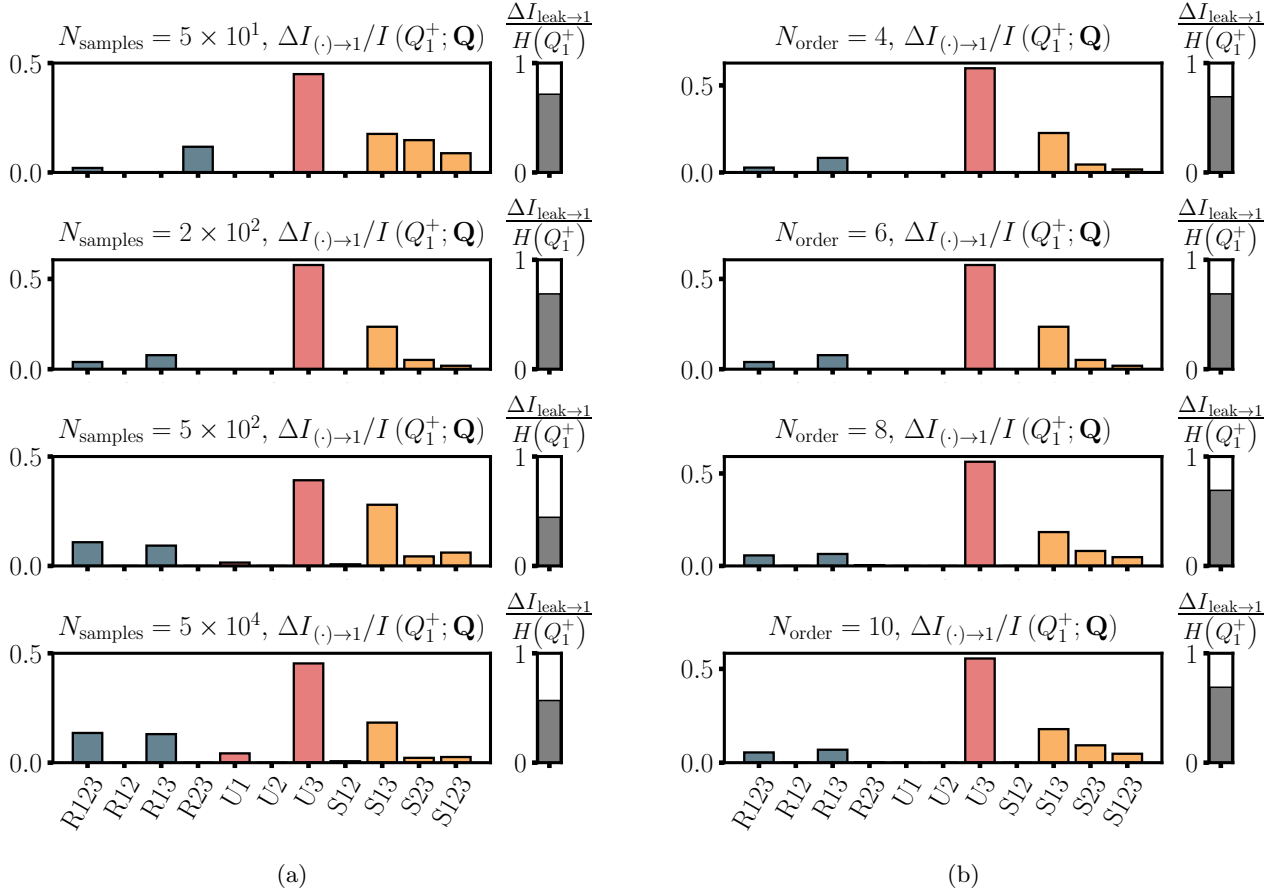 N_samples = 5 × 10^1, ΔI_(·)→1/I (Q_1^+; Q)
ΔI_leak→1
H(Q_1^+)
0.5
0.0
1
0
N_samples = 2 × 10^2, ΔI_(·)→1/I (Q_1^+; Q)
ΔI_leak→1
H(Q_1^+)
0.5
0.0
1
0
N_samples = 5 × 10^2, ΔI_(·)→1/I (Q_1^+; Q)
ΔI_leak→1
H(Q_1^+)
0.5
0.0
1
0
N_samples = 5 × 10^4, ΔI_(·)→1/I (Q_1^+; Q)
ΔI_leak→1
H(Q_1^+)
0.5
0.0
1
0
R123
R12
R13
R23
U1
U2
U3
S12
S13
S23
S123
(a)
N_order = 4, ΔI_(·)→1/I (Q_1^+; Q)
ΔI_leak→1
H(Q_1^+)
0.5
0.0
1
0
N_order = 6, ΔI_(·)→1/I (Q_1^+; Q)
ΔI_leak→1
H(Q_1^+)
0.5
0.0
1
0
N_order = 8, ΔI_(·)→1/I (Q_1^+; Q)
ΔI_leak→1
H(Q_1^+)
0.5
0.0
1
0
N_order = 10, ΔI_(·)→1/I (Q_1^+; Q)
ΔI_leak→1
H(Q_1^+)
0.5
0.0
1
0
R123
R12
R13
R23
U1
U2
U3
S12
S13
S23
S123
(b)